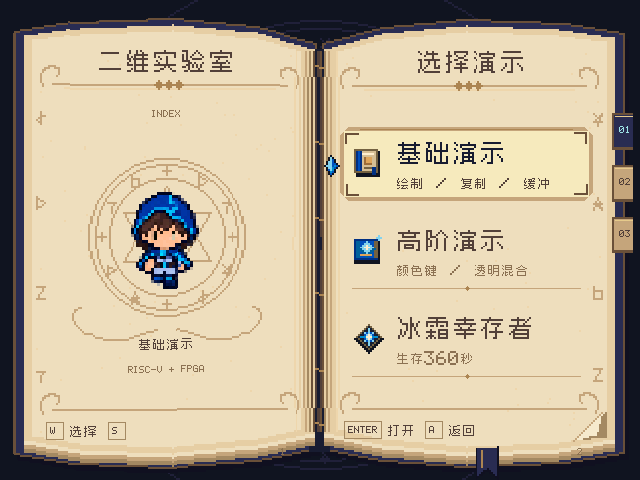 二维实验室
INDEX
基础演示
RISC-V + FPGA
W 选择 S
选择演示
基础演示
绘制 / 复制 / 缓冲
高阶演示
颜色键 / 透明混合
冰霜幸存者
生存360秒
ENTER 打开 A 返回
01
02
03
2